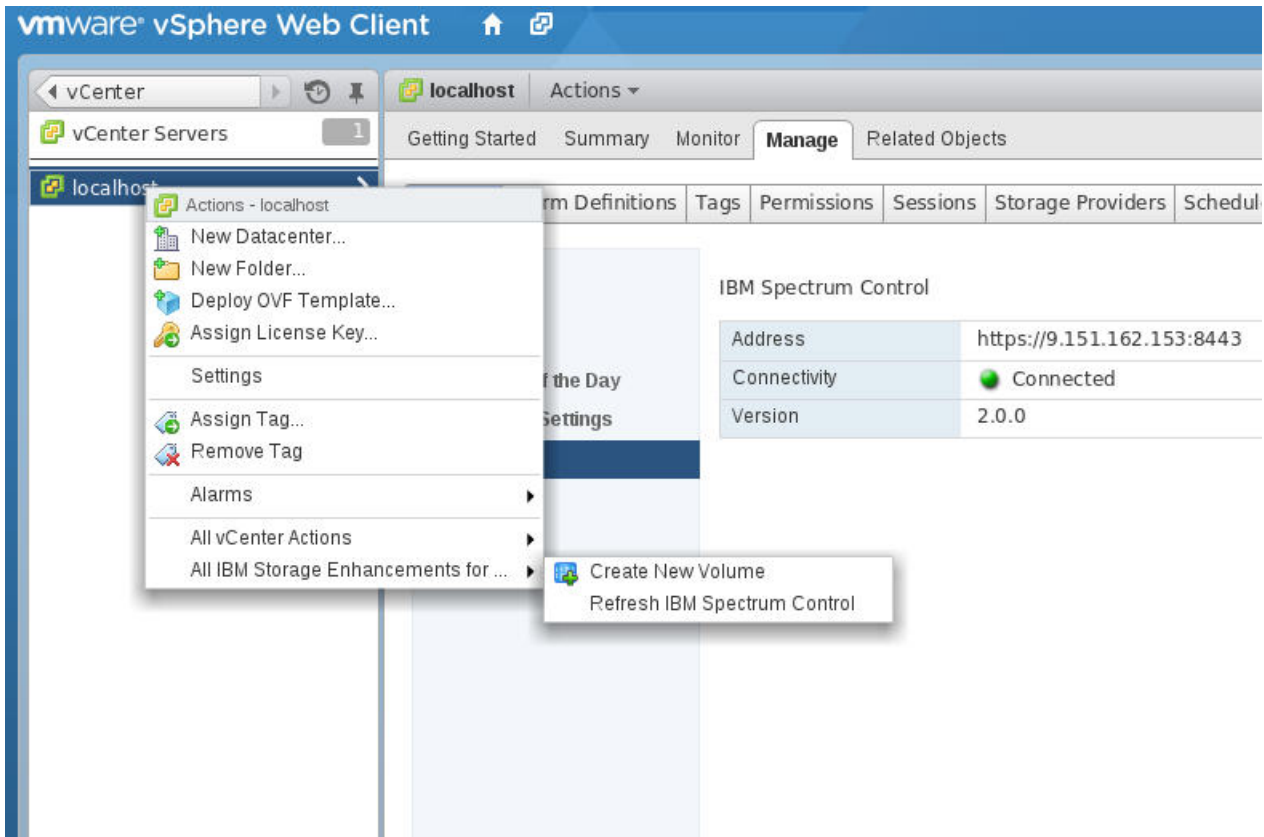 vmware® vSphere Web Client
vCenter
localhost Actions
vCenter Servers 1
Getting Started Summary Monitor Manage Related Objects
localhost
Definitions Tags Permissions Sessions Storage Providers
Actions - localhost
New Datacenter...
New Folder...
Deploy OVF Template...
Assign License Key...
Settings
Assign Tag...
Remove Tag
Alarms
All vCenter Actions
All IBM Storage Enhancements for ...
Create New Volume
Refresh IBM Spectrum Control
the Day
Settings
IBM Spectrum Control
Address https://9.151.162.153:8443
Connectivity Connected
Version 2.0.0